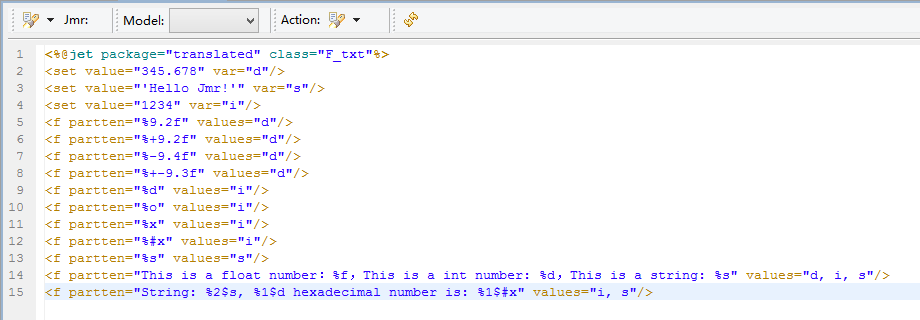 Jmr: Model: Action:
1 <%@jet package="translated" class="F_txt"%>
2 <set value="345.678" var="d"/>
3 <set value="'Hello Jmr!'" var="s"/>
4 <set value="1234" var="i"/>
5 <f partten="%9.2f" values="d"/>
6 <f partten="%+9.2f" values="d"/>
7 <f partten="%-9.4f" values="d"/>
8 <f partten="%+-9.3f" values="d"/>
9 <f partten="%d" values="i"/>
10 <f partten="%o" values="i"/>
11 <f partten="%x" values="i"/>
12 <f partten="%#x" values="i"/>
13 <f partten="%s" values="s"/>
14 <f partten="This is a float number：%f，This is a int number：%d，This is a string：%s" values="d, i, s"/>
15 <f partten="String: %2$s, %1$d hexadecimal number is: %1$#x" values="i, s"/>